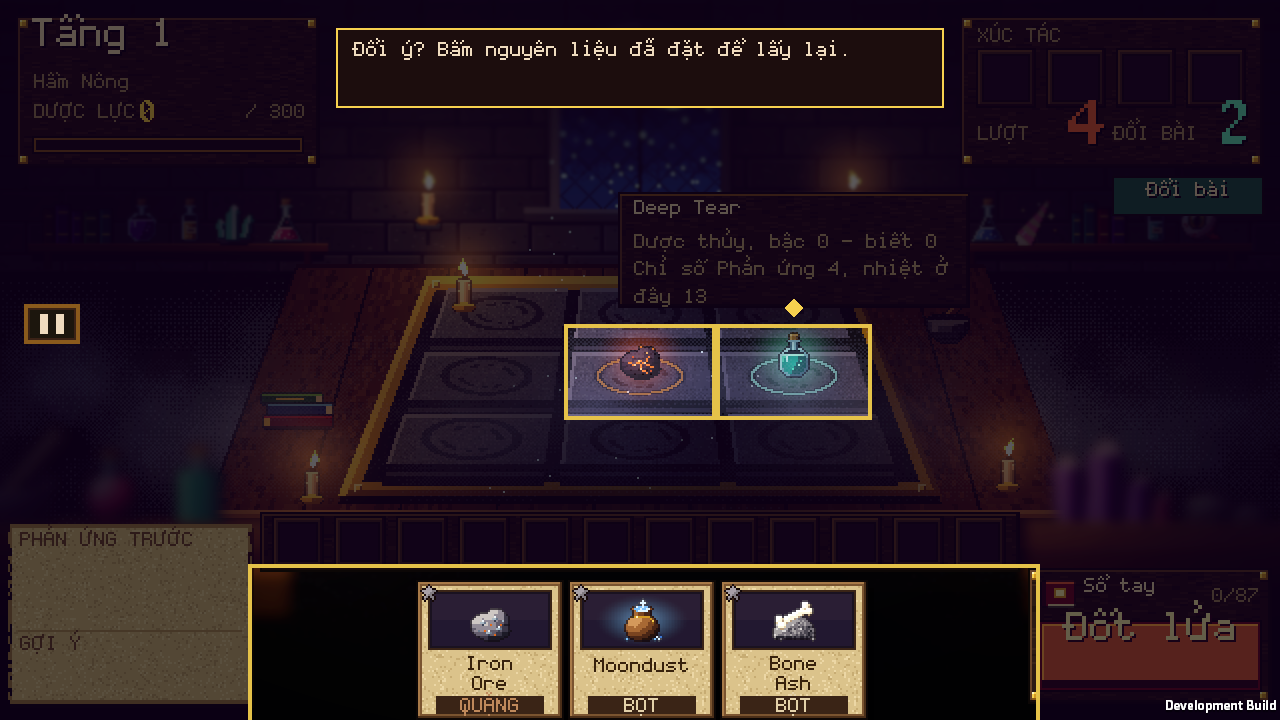 Tầng 1
Hầm Nông
DƯỢC LỰC 0 / 300
Đổi ý? Bấm nguyên liệu đã đặt để lấy lại.
XÚC TÁC
LƯỢT 4 ĐỔI BÀI 2
Đổi bài
Deep Tear
Dược thủy, bậc 0 - biết 0
Chỉ số Phản ứng 4, nhiệt ở
đây 13
PHẢN ỨNG TRƯỚC
GỢI Ý
Iron
Ore
QUẶNG
Moondust
BỘT
Bone
Ash
BỘT
Sổ tay
0/87
Đốt lửa
Development Build